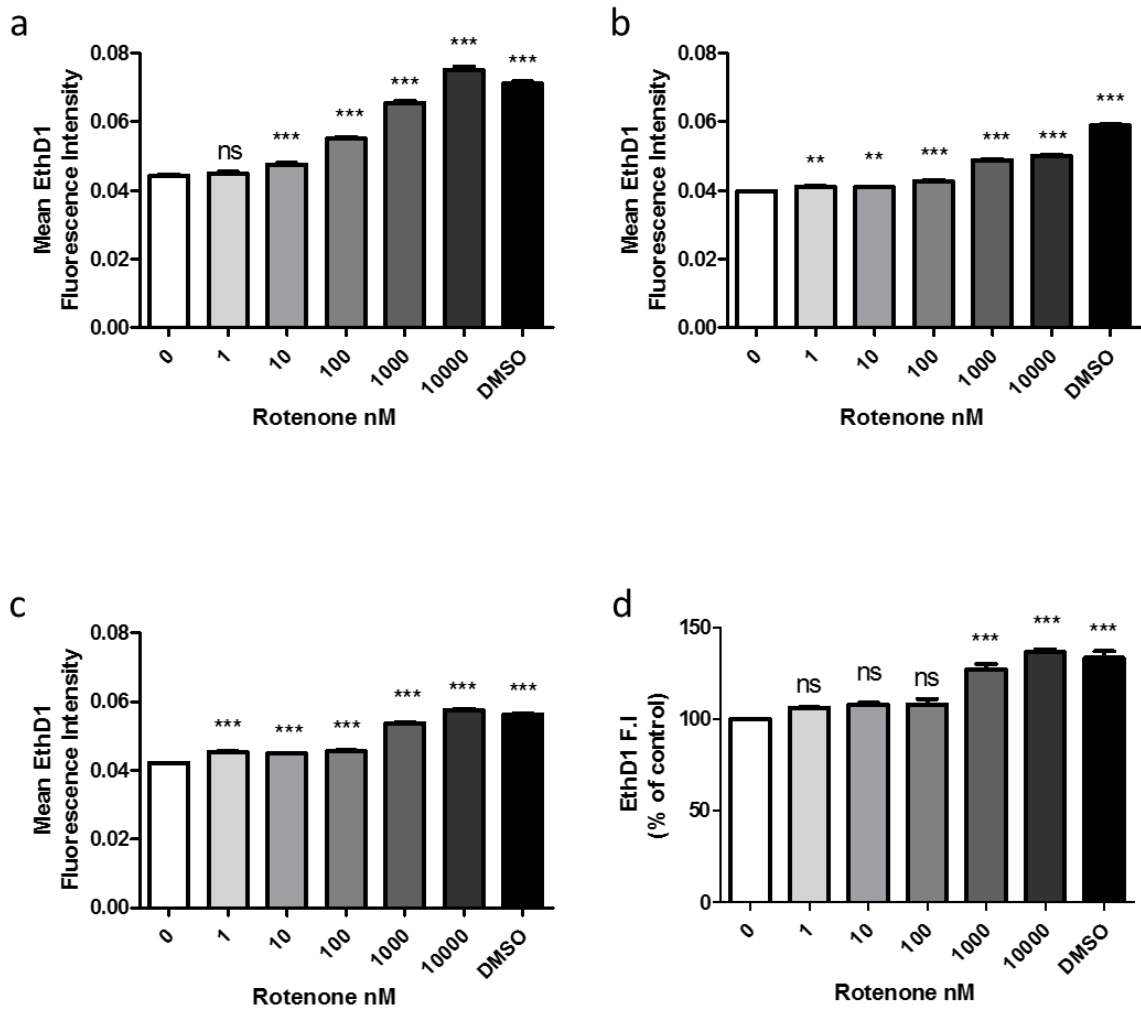 a
Mean EthD1
Fluorescence Intensity
0.08
0.06
0.04
0.02
0.00
ns
***
***
***
***
***
0
1
10
100
1000
10000
DMSO
Rotenone nM
b
Mean EthD1
Fluorescence Intensity
0.08
0.06
0.04
0.02
0.00
**
**
***
***
***
***
0
1
10
100
1000
10000
DMSO
Rotenone nM
c
Mean EthD1
Fluorescence Intensity
0.08
0.06
0.04
0.02
0.00
***
***
***
***
***
***
0
1
10
100
1000
10000
DMSO
Rotenone nM
d
EthD1 F.I
(% of control)
150
100
50
0
ns
ns
ns
***
***
***
0
1
10
100
1000
10000
DMSO
Rotenone nM